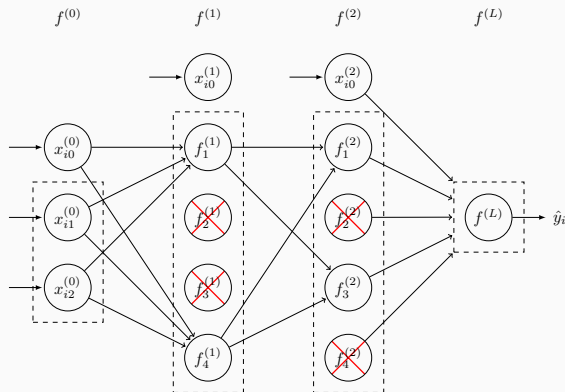 f^{(0)} f^{(1)} f^{(2)} f^{(L)}
x_{i0}^{(1)} x_{i0}^{(2)}
x_{i0}^{(0)} f_1^{(1)} f_1^{(2)}
x_{i1}^{(0)} f_2^{(1)} f_2^{(2)} f^{(L)} ŷ_i
x_{i2}^{(0)} f_3^{(1)} f_3^{(2)}
f_4^{(1)} f_4^{(2)}